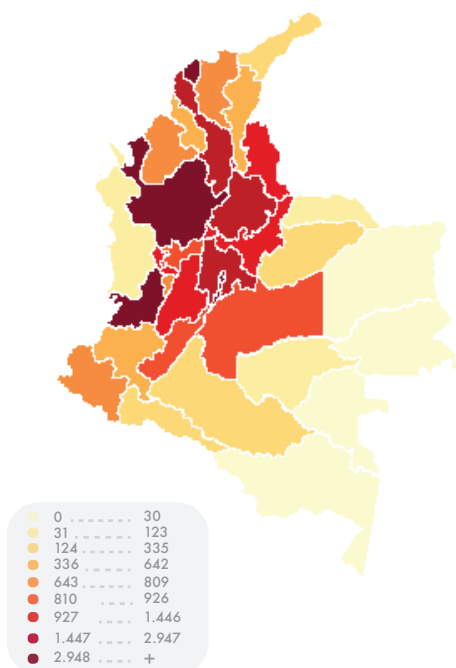 0 ........ 30
31 ........ 123
124 ........ 335
336 ........ 642
643 ........ 809
810 ........ 926
927 ........ 1.446
1.447 ........ 2.947
2.948 ........ +